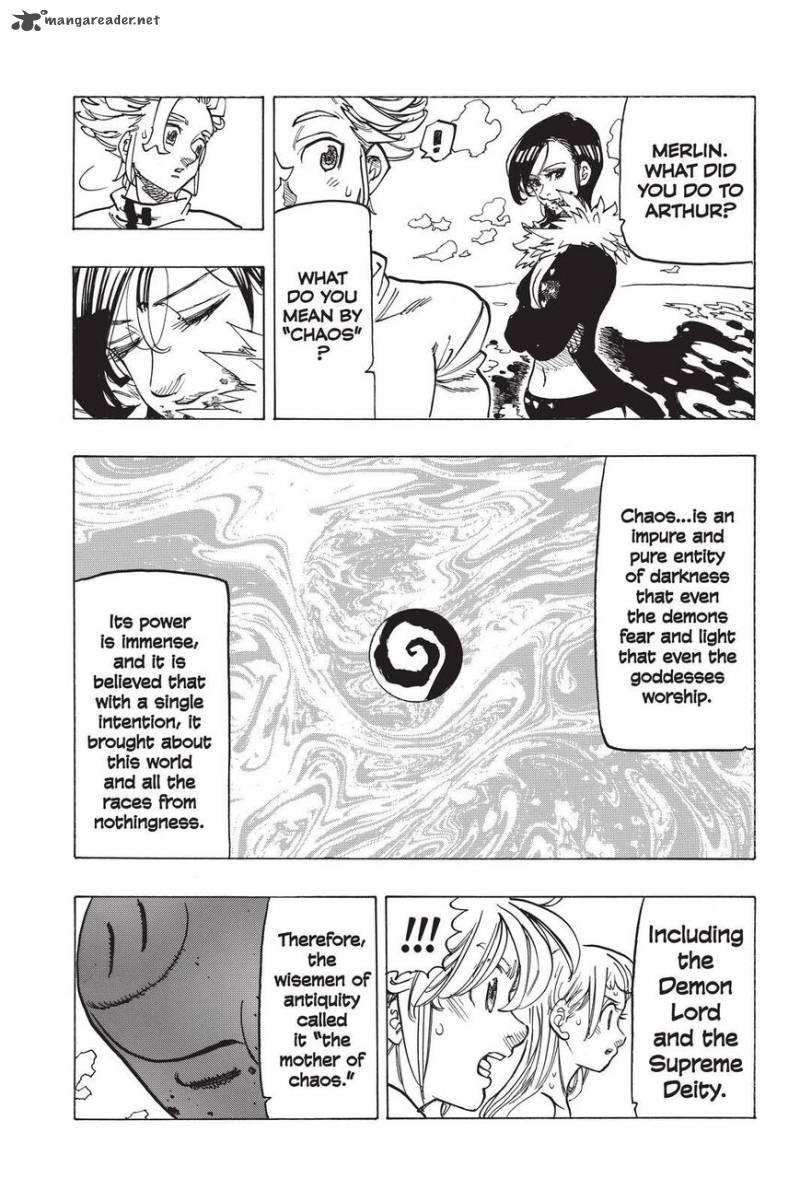 mangareader.net
MERLIN.
WHAT DID
YOU DO TO
ARTHUR?
!
WHAT
DO YOU
MEAN BY
"CHAOS"
?
Chaos...is an
impure and
pure entity
of darkness
that even
the demons
fear and light
that even the
goddesses
worship.
Its power
is immense,
and it is
believed that
with a single
intention, it
brought about
this world
and all the
races from
nothingness.
Including
the
Demon
Lord
and the
Supreme
Deity.
!!!
Therefore,
the
wisemen of
antiquity
called
it "the
mother of
chaos."